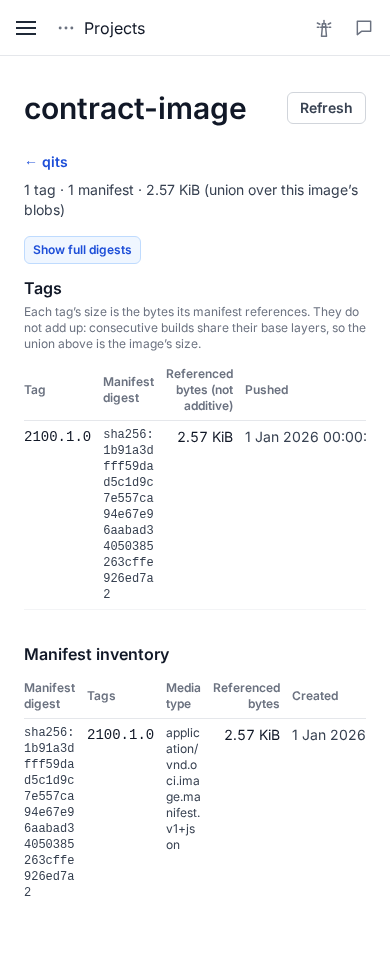 ··· Projects
contract-image
Refresh
← qits
1 tag · 1 manifest · 2.57 KiB (union over this image’s
blobs)
Show full digests
Tags
Each tag’s size is the bytes its manifest references. They do
not add up: consecutive builds share their base layers, so the
union above is the image’s size.
Tag
Manifest
digest
Referenced
bytes (not
additive)
Pushed
2100.1.0
sha256:
1b91a3d
fff59da
d5c1d9c
7e557ca
94e67e9
6aabad3
4050385
263cffe
926ed7a
2
2.57 KiB
1 Jan 2026 00:00:
Manifest inventory
Manifest
digest
Tags
Media
type
Referenced
bytes
Created
sha256:
1b91a3d
fff59da
d5c1d9c
7e557ca
94e67e9
6aabad3
4050385
263cffe
926ed7a
2
2100.1.0
applic
ation/
vnd.o
ci.ima
ge.ma
nifest.
v1+js
on
2.57 KiB
1 Jan 2026